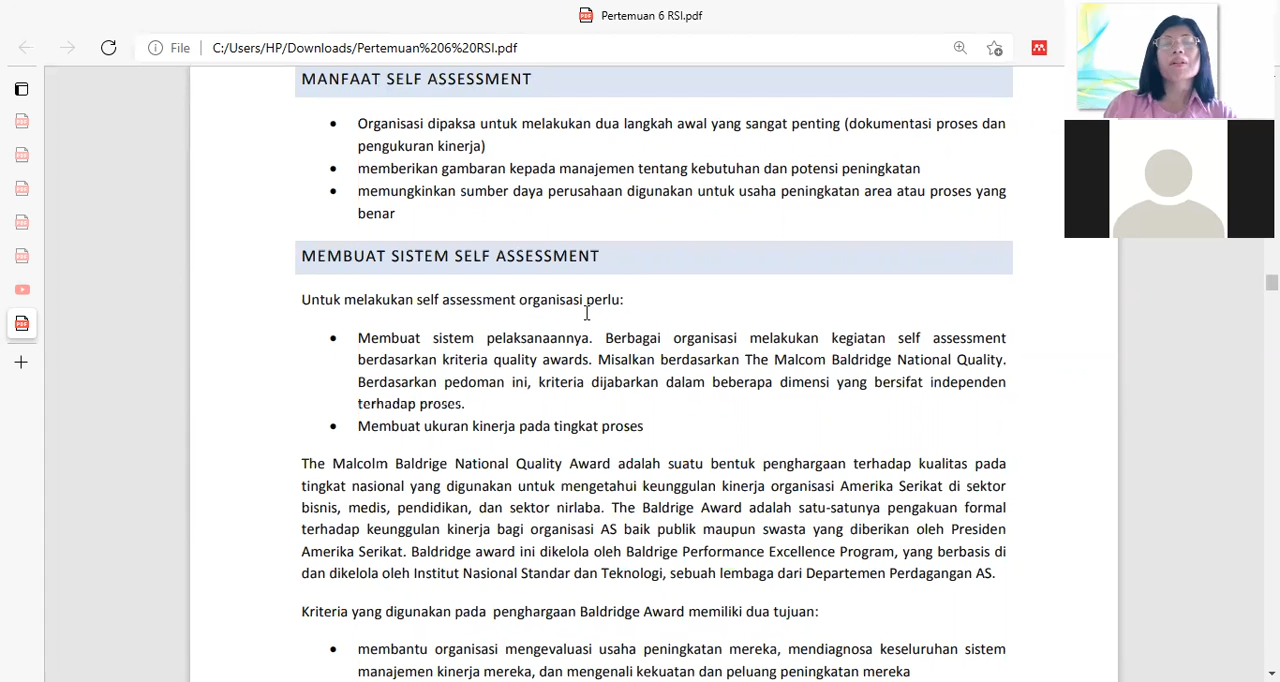 Pertemuan 6 RSI.pdf
File C:/Users/HP/Downloads/Pertemuan%206%20RSI.pdf
MANFAAT SELF ASSESSMENT
• Organisasi dipaksa untuk melakukan dua langkah awal yang sangat penting (dokumentasi proses dan
pengukuran kinerja)
• memberikan gambaran kepada manajemen tentang kebutuhan dan potensi peningkatan
• memungkinkan sumber daya perusahaan digunakan untuk usaha peningkatan area atau proses yang
benar
MEMBUAT SISTEM SELF ASSESSMENT
Untuk melakukan self assessment organisasi perlu:
• Membuat sistem pelaksanaannya. Berbagai organisasi melakukan kegiatan self assessment
berdasarkan kriteria quality awards. Misalkan berdasarkan The Malcom Baldridge National Quality.
Berdasarkan pedoman ini, kriteria dijabarkan dalam beberapa dimensi yang bersifat independen
terhadap proses.
• Membuat ukuran kinerja pada tingkat proses
The Malcolm Baldrige National Quality Award adalah suatu bentuk penghargaan terhadap kualitas pada
tingkat nasional yang digunakan untuk mengetahui keunggulan kinerja organisasi Amerika Serikat di sektor
bisnis, medis, pendidikan, dan sektor nirlaba. The Baldrige Award adalah satu-satunya pengakuan formal
terhadap keunggulan kinerja bagi organisasi AS baik publik maupun swasta yang diberikan oleh Presiden
Amerika Serikat. Baldridge award ini dikelola oleh Baldrige Performance Excellence Program, yang berbasis di
dan dikelola oleh Institut Nasional Standar dan Teknologi, sebuah lembaga dari Departemen Perdagangan AS.
Kriteria yang digunakan pada penghargaan Baldridge Award memiliki dua tujuan:
• membantu organisasi mengevaluasi usaha peningkatan mereka, mendiagnosa keseluruhan sistem
manajemen kinerja mereka, dan mengenali kekuatan dan peluang peningkatan mereka